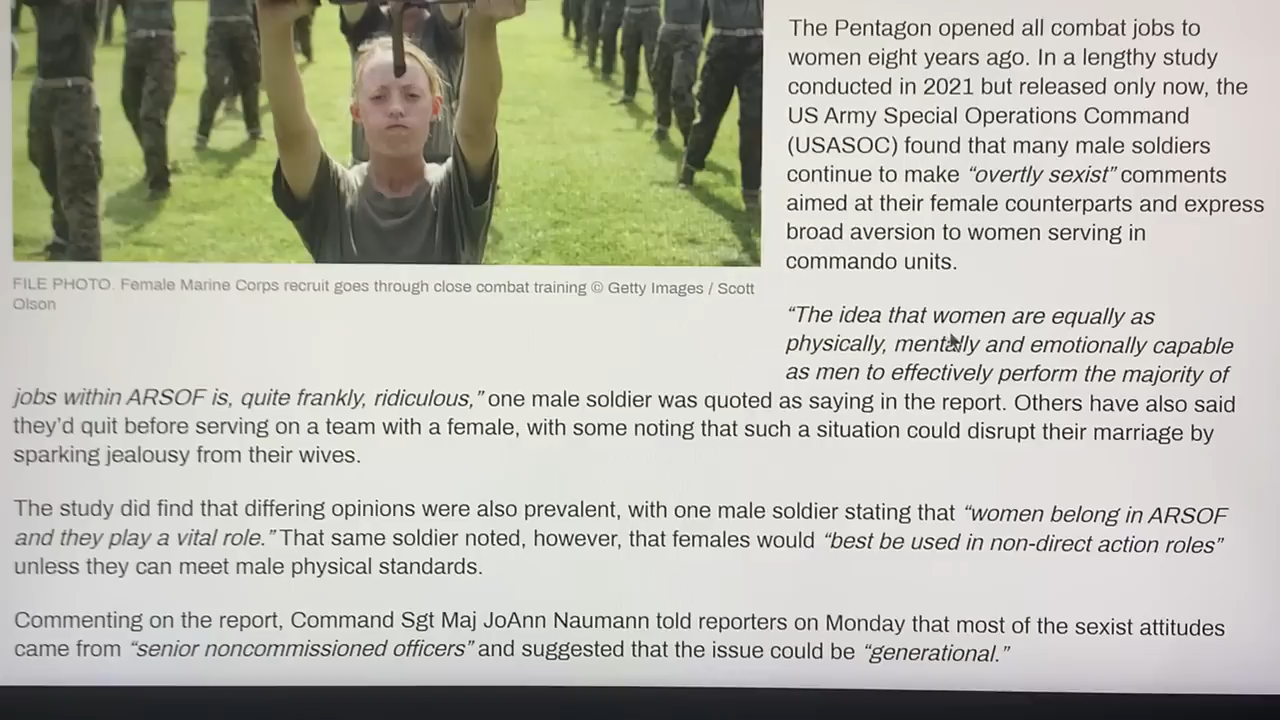 The Pentagon opened all combat jobs to
women eight years ago. In a lengthy study
conducted in 2021 but released only now, the
US Army Special Operations Command
(USASOC) found that many male soldiers
continue to make “overtly sexist” comments
aimed at their female counterparts and express
broad aversion to women serving in
commando units.
FILE PHOTO. Female Marine Corps recruit goes through close combat training © Getty Images / Scott
Olson
“The idea that women are equally as
physically, mentally and emotionally capable
as men to effectively perform the majority of
jobs within ARSOF is, quite frankly, ridiculous,” one male soldier was quoted as saying in the report. Others have also said
they’d quit before serving on a team with a female, with some noting that such a situation could disrupt their marriage by
sparking jealousy from their wives.
The study did find that differing opinions were also prevalent, with one male soldier stating that “women belong in ARSOF
and they play a vital role.” That same soldier noted, however, that females would “best be used in non-direct action roles”
unless they can meet male physical standards.
Commenting on the report, Command Sgt Maj JoAnn Naumann told reporters on Monday that most of the sexist attitudes
came from “senior noncommissioned officers” and suggested that the issue could be “generational.”